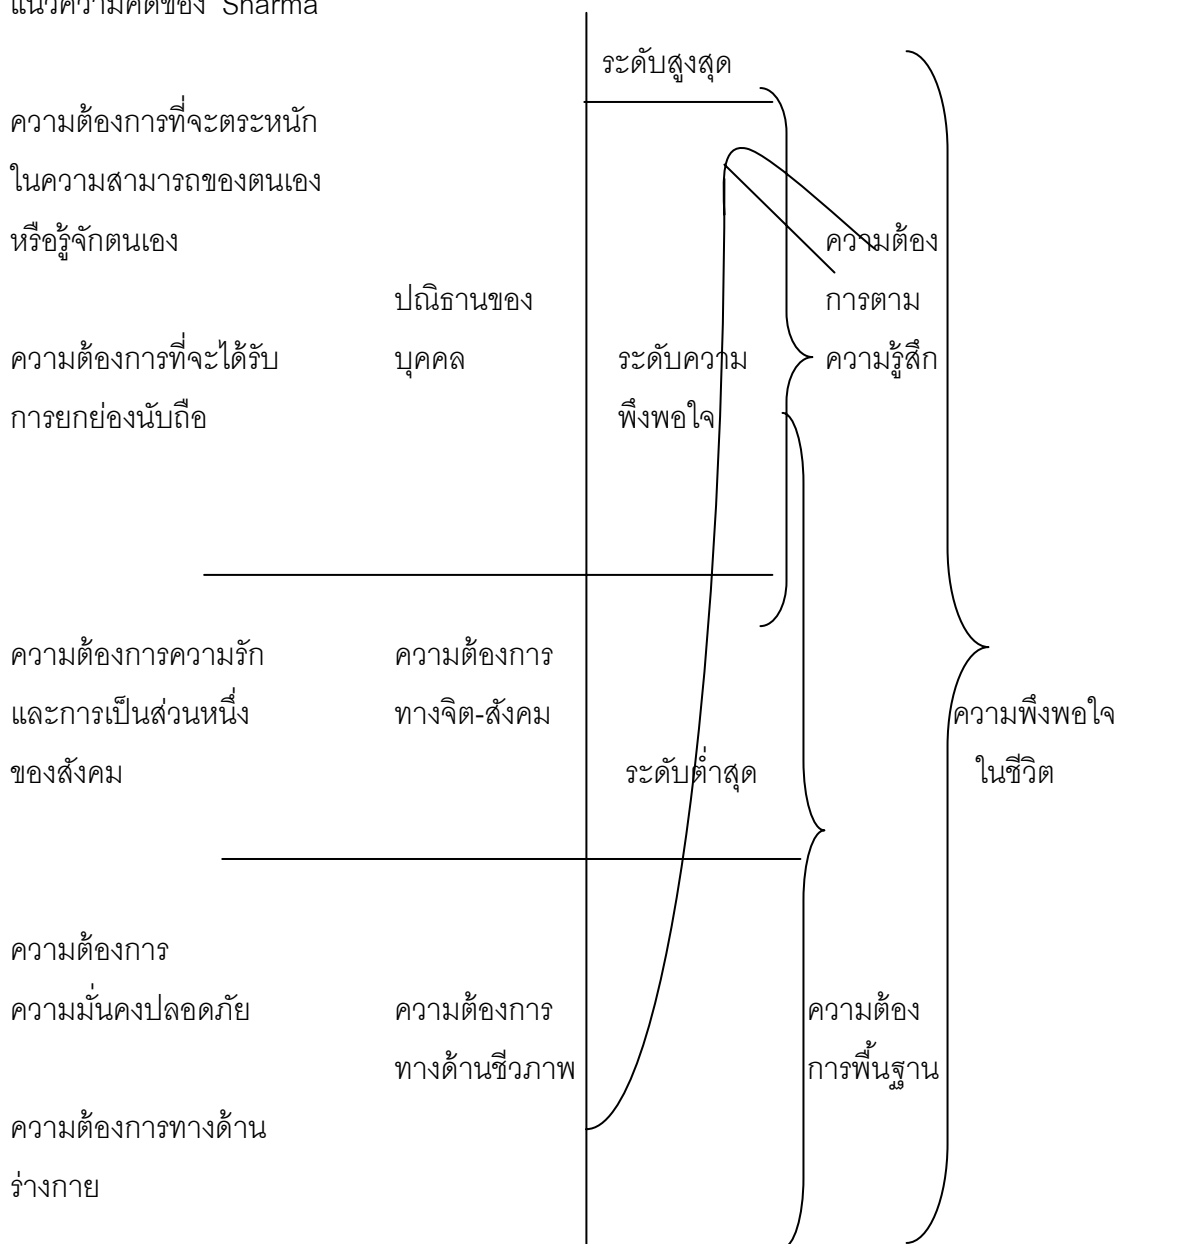 แนวความคิดของ Sharma
ระดับสูงสุด
ความต้องการที่จะตระหนัก
ในความสามารถของตนเอง
หรือรู้จักตนเอง
ความต้อง
ปณิธานของ
การตาม
ความต้องการที่จะได้รับ
บุคคล
ระดับความ
ความรู้สึก
การยกย่องนับถือ
พึงพอใจ
ความต้องการความรัก
ความต้องการ
และการเป็นส่วนหนึ่ง
ทางจิต-สังคม
ความพึงพอใจ
ของสังคม
ระดับต่ำสุด
ในชีวิต
ความต้องการ
ความมั่นคงปลอดภัย
ความต้องการ
ความต้อง
ทางด้านชีวภาพ
การพื้นฐาน
ความต้องการทางด้าน
ร่างกาย